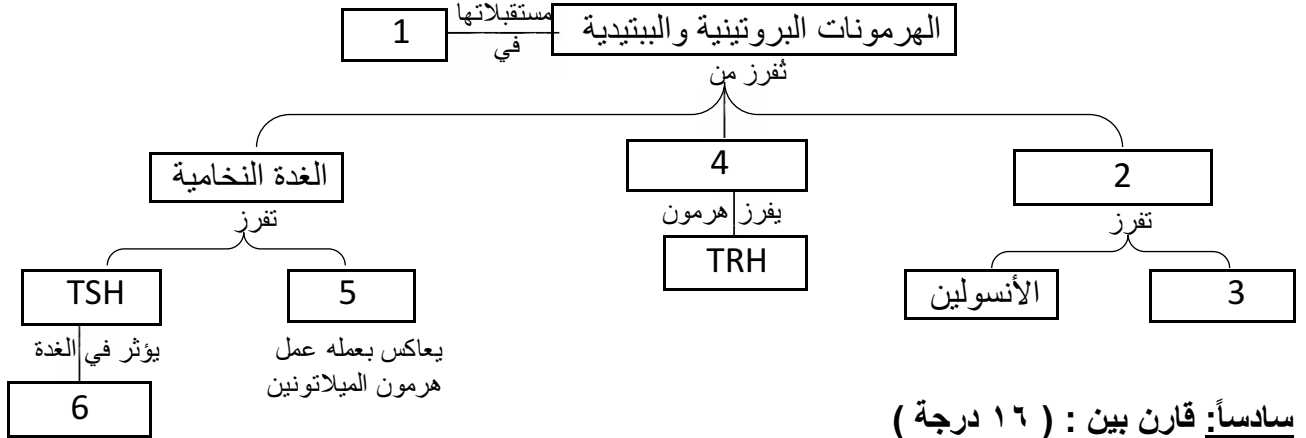 مستقبلاتها
الهرمونات البروتينية والببتيدية
1
في
تُفرز من
الغدة النخامية
4
2
تفرز
يفرز هرمون
تفرز
TRH
TSH
5
الأنسولين
3
يؤثر في الغدة
يعاكس بعمله عمل
هرمون الميلاتونين
6
سادساً: قارن بين : ( ١٦ درجة )